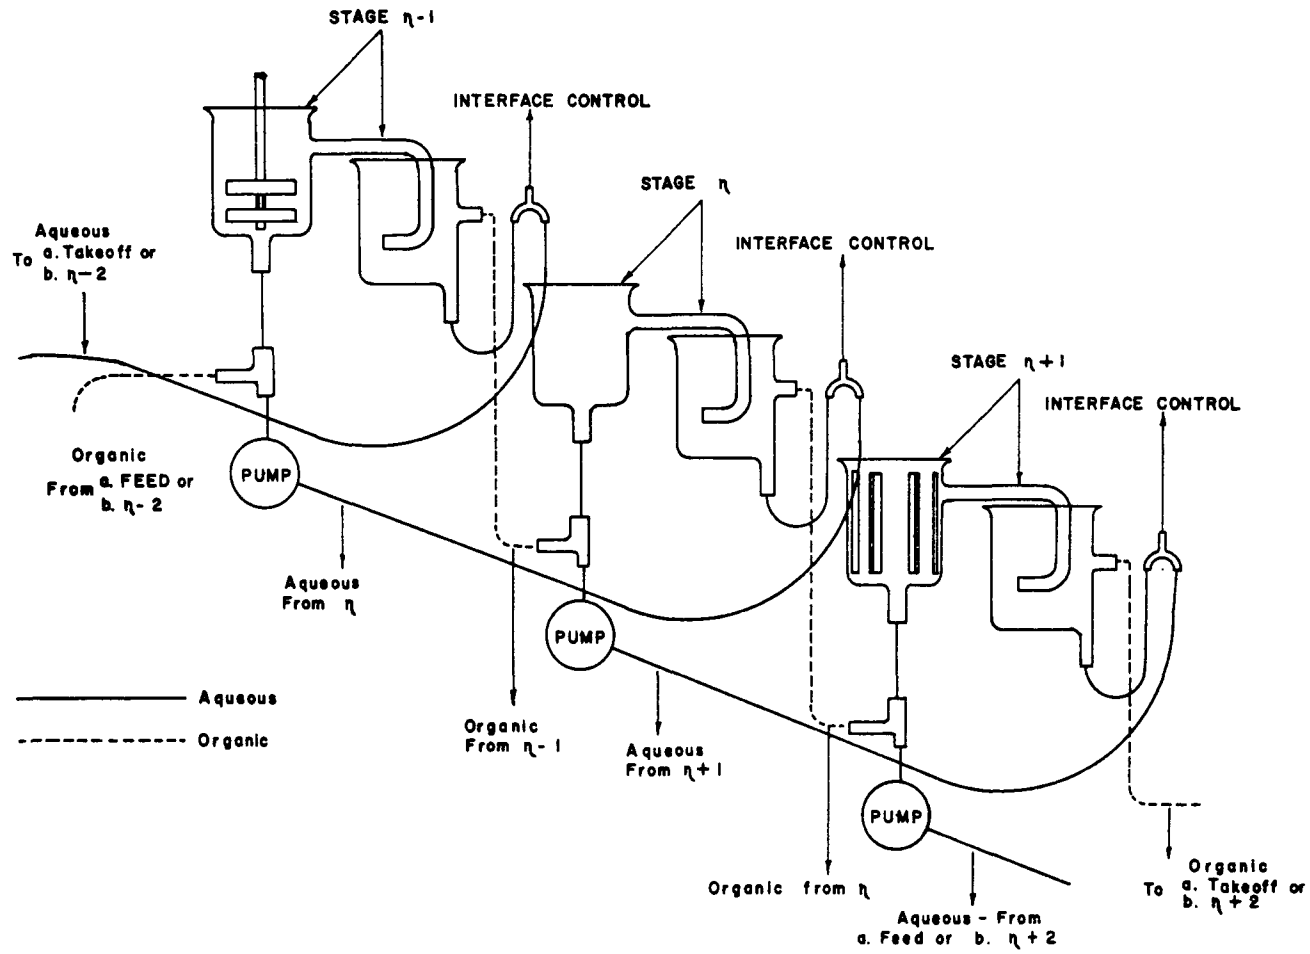 STAGE η-1
INTERFACE CONTROL
STAGE η
INTERFACE CONTROL
Aqueous
To a. Takeoff or
b. η-2
STAGE η+1
INTERFACE CONTROL
Organic
From a. FEED or
b. η-2
PUMP
Aqueous
From η
PUMP
Aqueous
Organic
Organic
From η-1
Aqueous
From η+1
PUMP
Organic from η
Organic
To a. Takeoff or
b. η+2
Aqueous - From
a. Feed or b. η+2